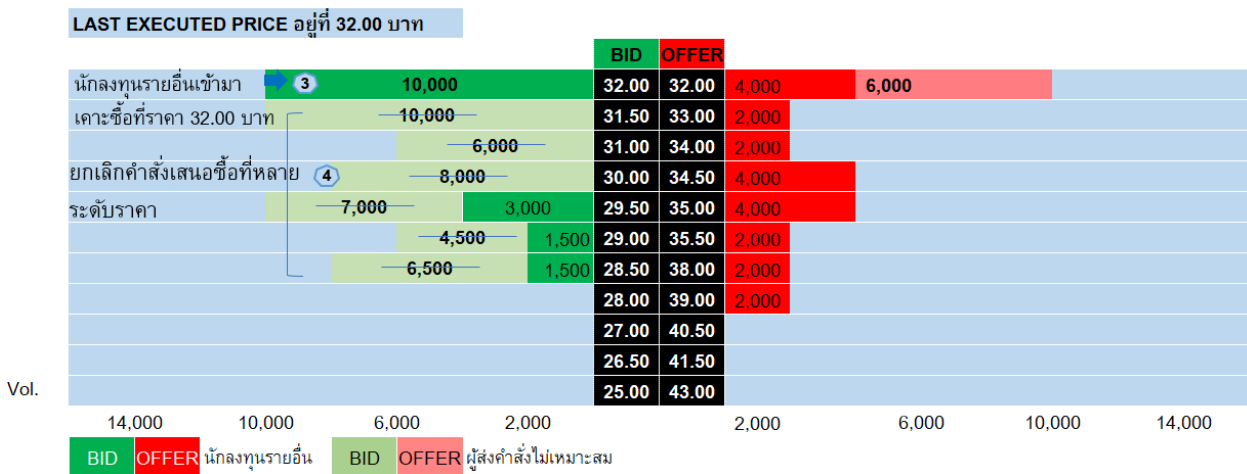 LAST EXECUTED PRICE อยู่ที่ 32.00 บาท
BID OFFER
นักลงทุนรายอื่นเข้ามา 3 10,000 32.00 32.00 4,000 6,000
เคาะซื้อที่ราคา 32.00 บาท 10,000 31.50 33.00 2,000
6,000 31.00 34.00 2,000
ยกเลิกคำสั่งเสนอซื้อที่หลาย 4 8,000 30.00 34.50 4,000
ระดับราคา 7,000 3,000 29.50 35.00 4,000
4,500 1,500 29.00 35.50 2,000
6,500 1,500 28.50 38.00 2,000
28.00 39.00 2,000
27.00 40.50
26.50 41.50
Vol. 25.00 43.00
14,000 10,000 6,000 2,000 2,000 6,000 10,000 14,000
BID OFFER นักลงทุนรายอื่น BID OFFER ผู้ส่งคำสั่งไม่เหมาะสม